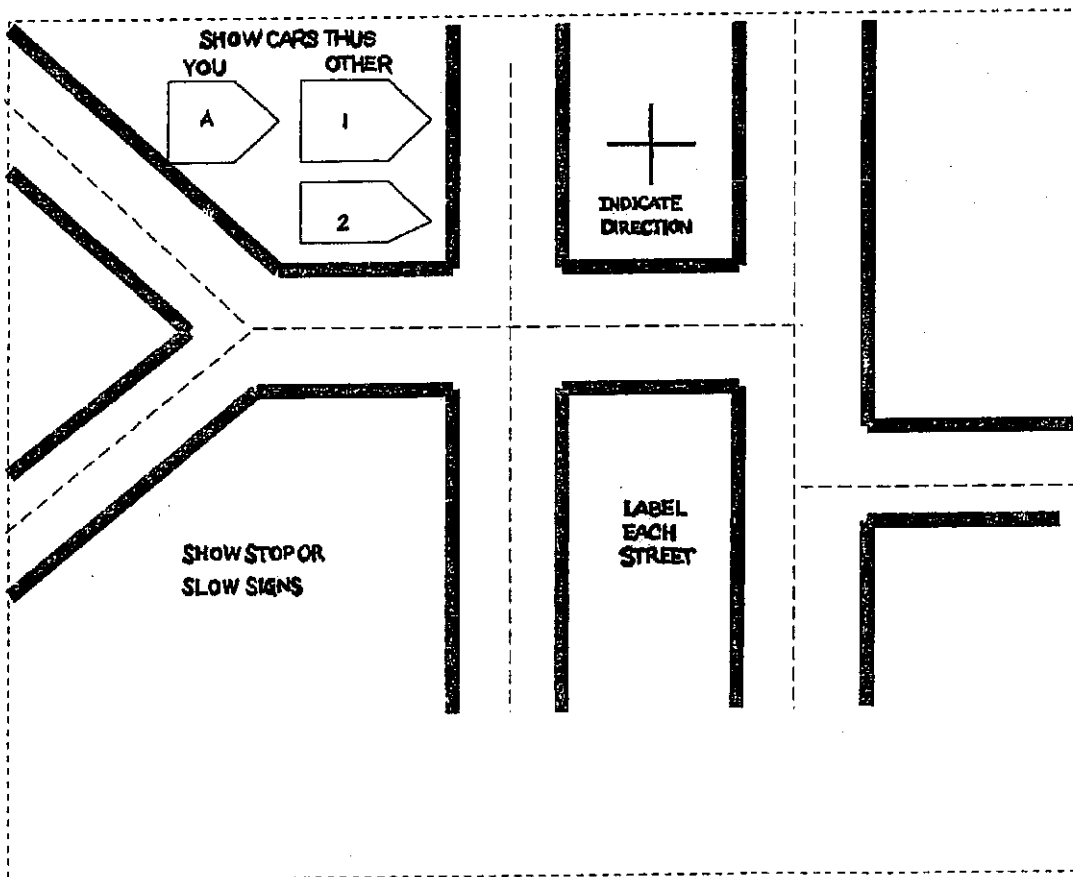 SHOW CARS THUS
YOU OTHER
A 1
2
INDICATE
DIRECTION
LABEL
EACH
STREET
SHOW STOP OR
SLOW SIGNS